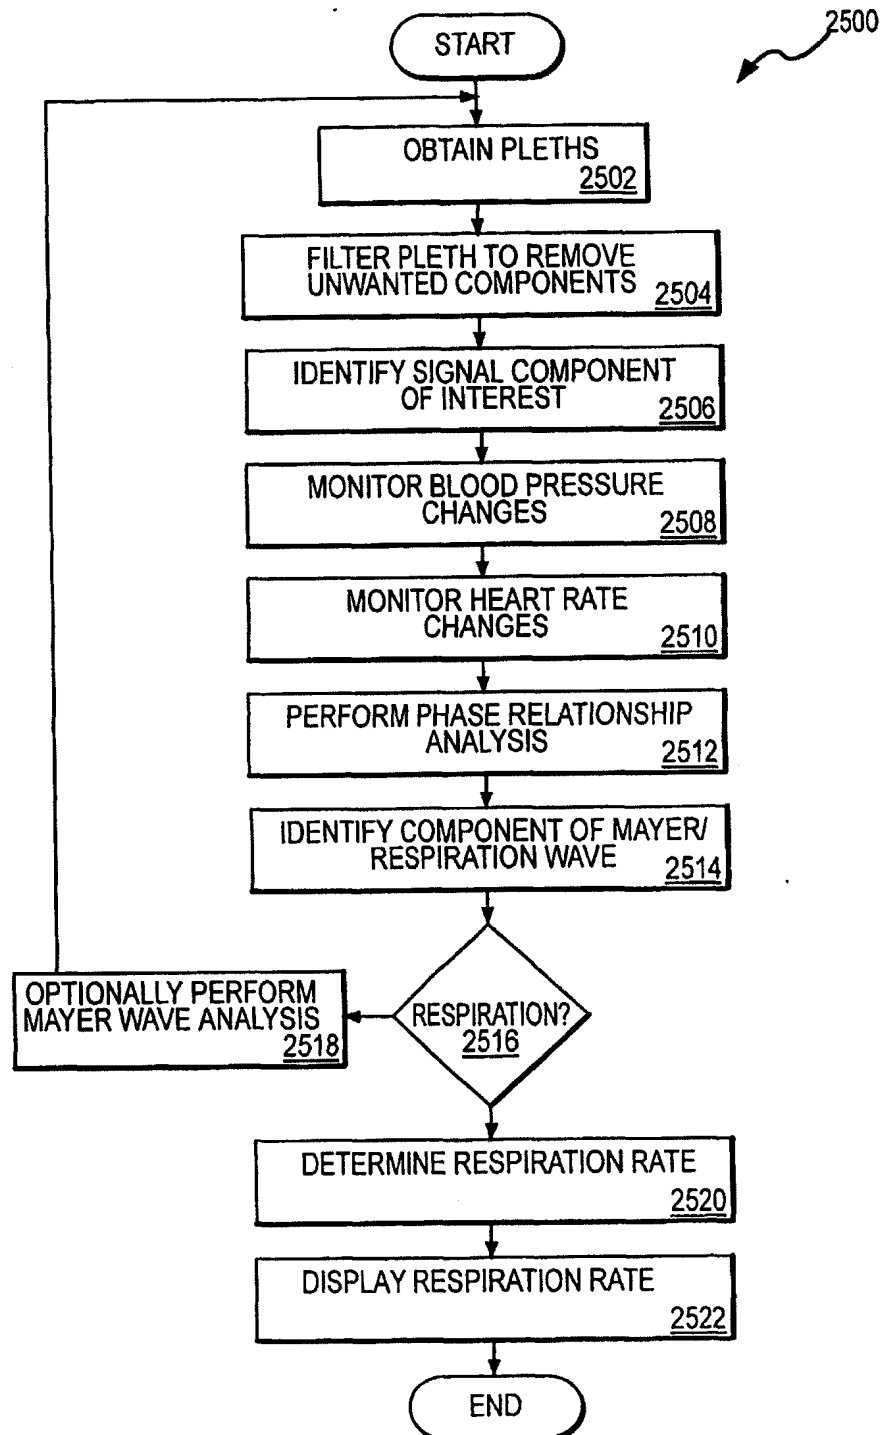 2500
START
OBTAIN PLETHS
2502
FILTER PLETH TO REMOVE
UNWANTED COMPONENTS
2504
IDENTIFY SIGNAL COMPONENT
OF INTEREST
2506
MONITOR BLOOD PRESSURE
CHANGES
2508
MONITOR HEART RATE
CHANGES
2510
PERFORM PHASE RELATIONSHIP
ANALYSIS
2512
IDENTIFY COMPONENT OF MAYER/
RESPIRATION WAVE
2514
RESPIRATION?
2516
OPTIONALLY PERFORM
MAYER WAVE ANALYSIS
2518
DETERMINE RESPIRATION RATE
2520
DISPLAY RESPIRATION RATE
2522
END